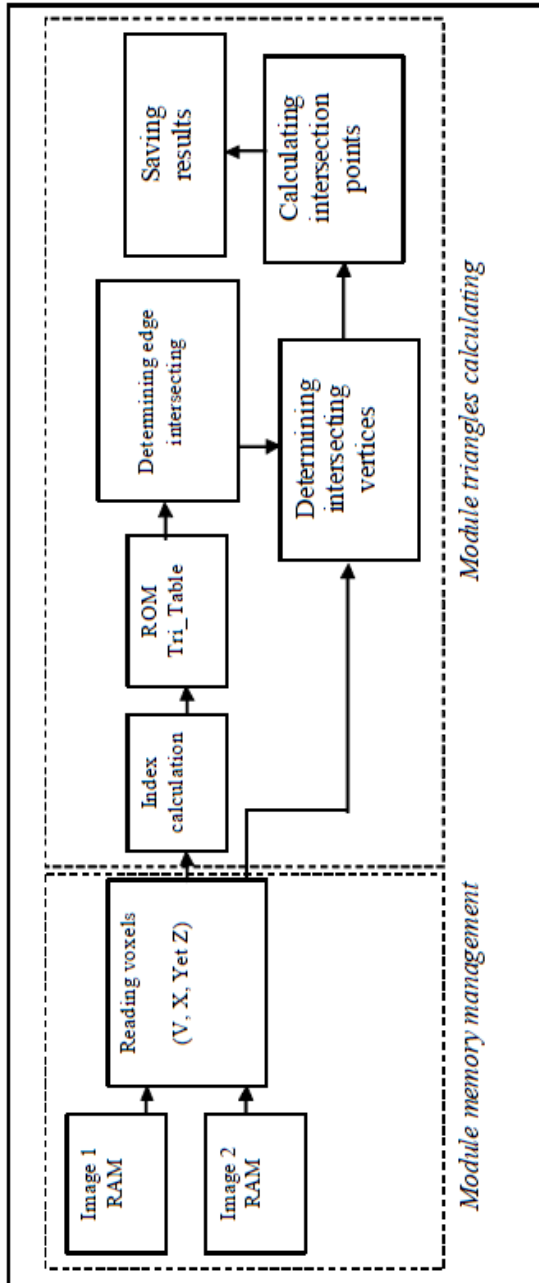 Image 1
RAM
Image 2
RAM
Reading voxels
(V, X, Yet Z)
Module memory management
Index
calculation
ROM
Tri_Table
Determining edge
intersecting
Determining
intersecting
vertices
Calculating
intersection
points
Saving
results
Module triangles calculating